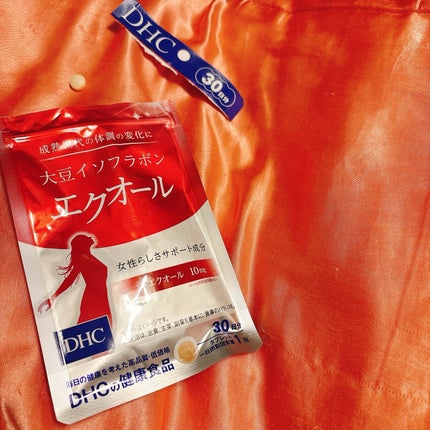 DHC
30日分
成熟世代の体調の変化に
大豆イソフラボン
エクオール
女性らしさサポート成分
エクオール 10mg
DHC
30日分
毎日の健康を考えた高品質・低価格
DHCの健康食品